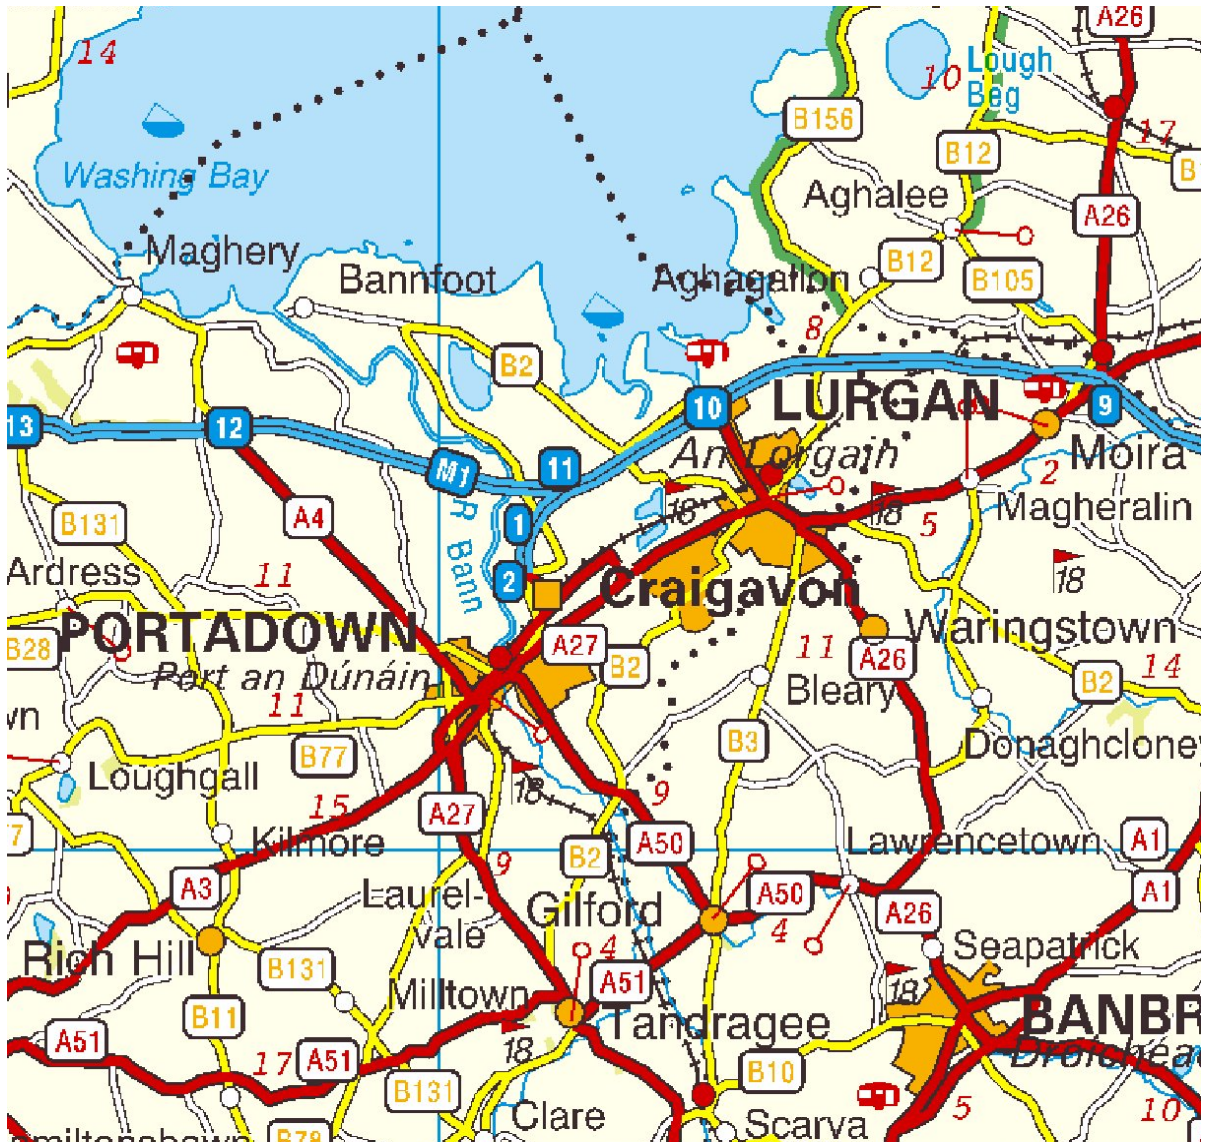 14
A26
10
Lough
Beg
B156
17
B12
Washing Bay
Aghalee
A26
Maghery
B12
Bannfoot
Aghagallon
B105
8
B2
LURGAN
10
9
13
12
An Lorgain
Moira
M1
11
2
18
18
Magheralin
A4
1
5
B131
R Bann
18
Ardress
11
2
Craigavon
PORTADOWN
Waringstown
B28
A27
B2
11
A26
14
Port an Dúnáin
Bleary
B2
11
wn
B3
Donaghcloney
B77
Loughgall
18
9
15
A27
A50
7
Kilmore
B2
Lawrencetown
A1
9
A3
A50
A1
Laurel-
vale
Gilford
A26
4
4
Rich Hill
B131
Seapatrick
A51
18
Milltown
B11
Tandragee
BANBR
A51
18
Droichea
17
A51
B10
B131
5
10
Clare
Scarva
miltonsbawn
B78